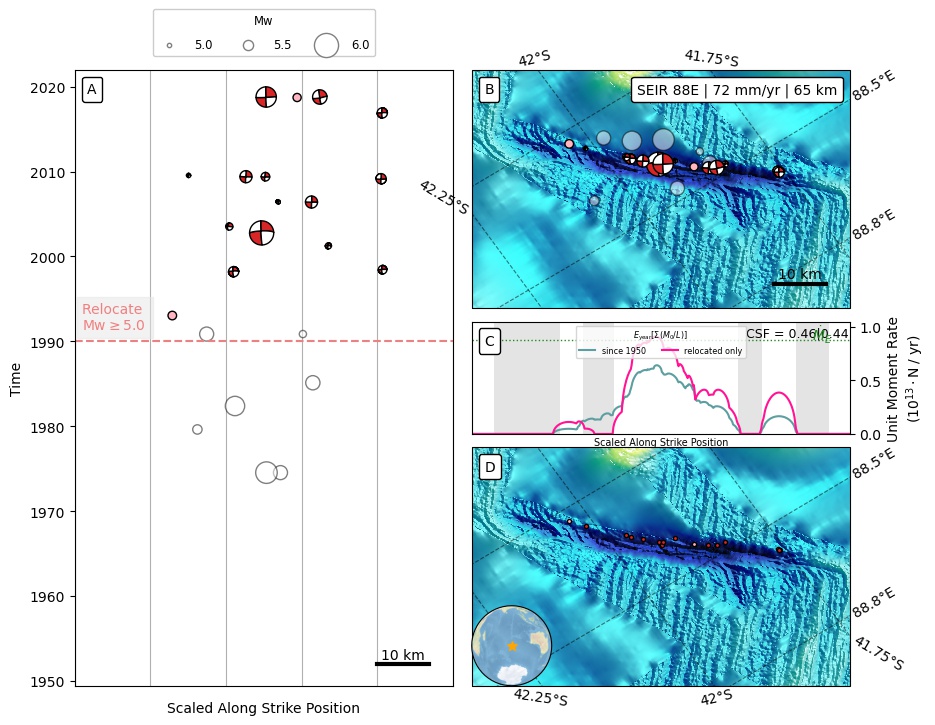 Mw
5.0 5.5 6.0
A
2020
2010
2000
1990
1980
1970
1960
1950
Time
Relocate
Mw ≥ 5.0
10 km
Scaled Along Strike Position
42°S
41.75°S
88.5°E
B
SEIR 88E | 72 mm/yr | 65 km
42.25°S
88.8°E
10 km
C
E_year[Σ(M₀/L)]
since 1950 relocated only
CSF = 0.46/0.44
1.0
0.5
0.0
Unit Moment Rate
(10¹³ · N / yr)
Scaled Along Strike Position
D
88.5°E
88.8°E
41.75°S
42.25°S
42°S